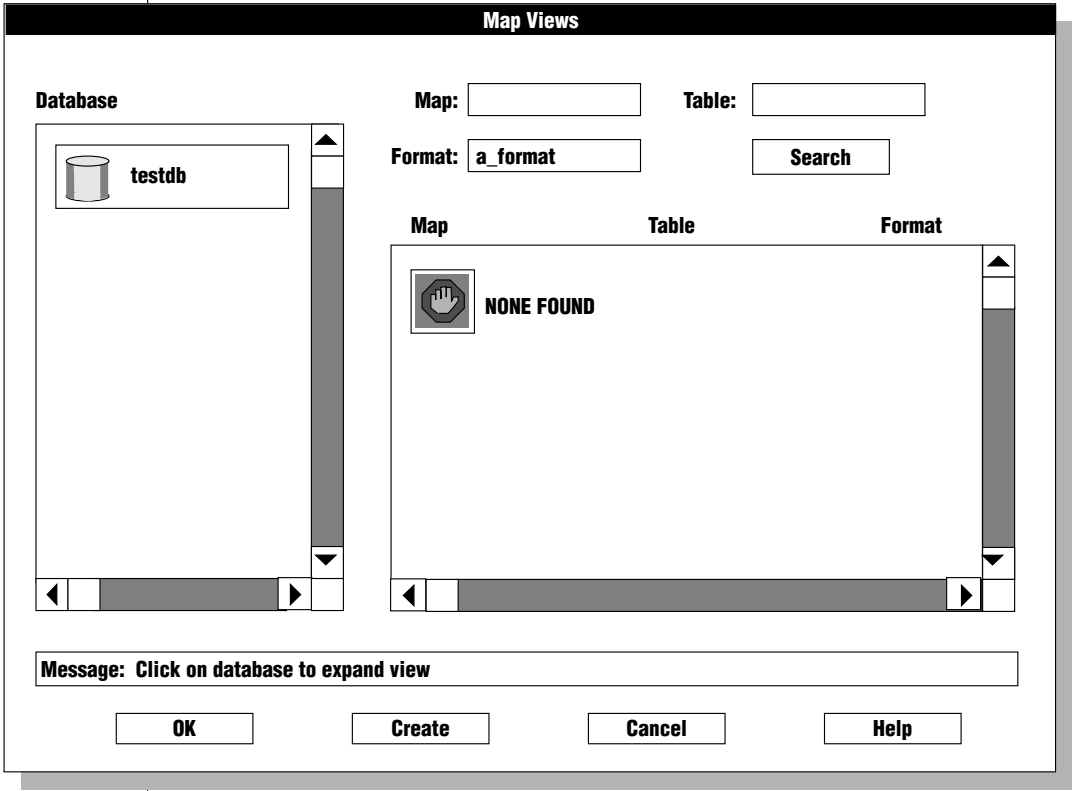 Map Views
Database
Map:
Table:
testdb
Format: a_format
Search
Map Table Format
NONE FOUND
Message: Click on database to expand view
OK Create Cancel Help